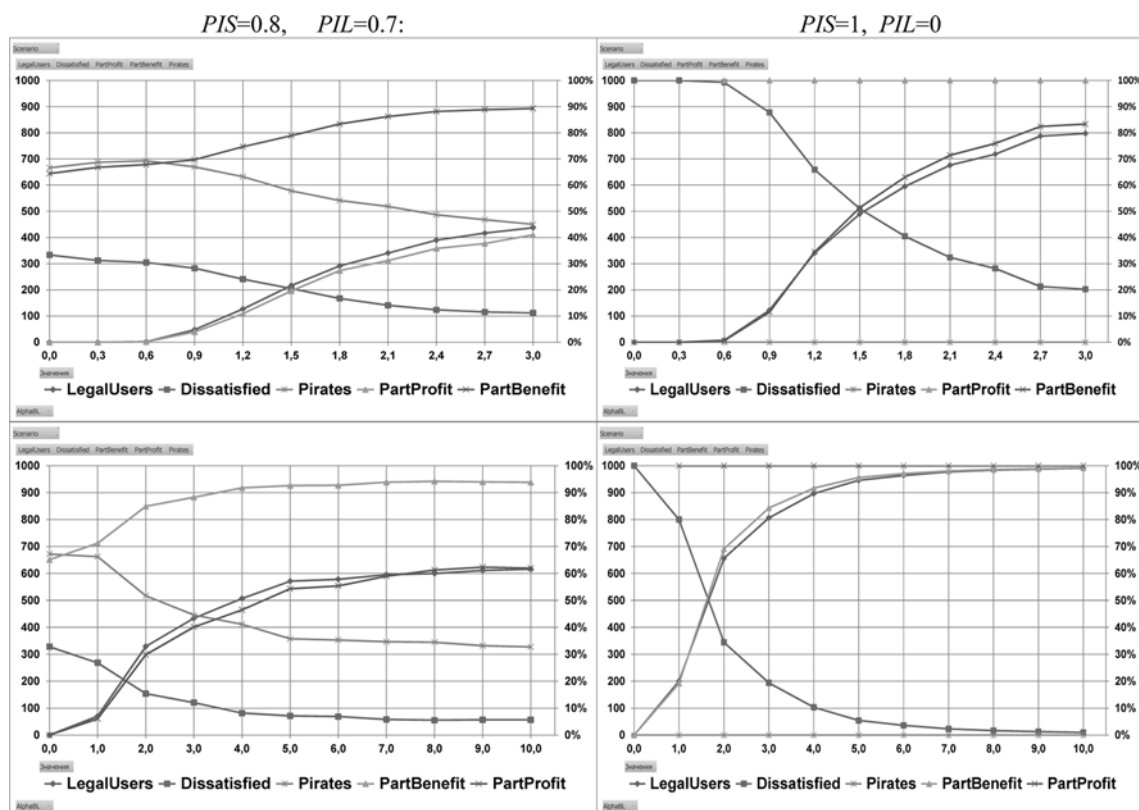 PIS=0.8, PIL=0.7:
PIS=1, PIL=0
Scenario
LegalUsers Dissatisfied PartProfit PartBenefit Pirates
1000 100%
900 90%
800 80%
700 70%
600 60%
500 50%
400 40%
300 30%
200 20%
100 10%
0 0%
0,0 0,3 0,6 0,9 1,2 1,5 1,8 2,1 2,4 2,7 3,0
Значения
LegalUsers Dissatisfied Pirates PartProfit PartBenefit
AlphaBL
Scenario
LegalUsers Dissatisfied PartProfit PartBenefit Pirates
1000 100%
900 90%
800 80%
700 70%
600 60%
500 50%
400 40%
300 30%
200 20%
100 10%
0 0%
0,0 0,3 0,6 0,9 1,2 1,5 1,8 2,1 2,4 2,7 3,0
Значения
LegalUsers Dissatisfied Pirates PartProfit PartBenefit
AlphaBL
Scenario
LegalUsers Dissatisfied PartBenefit PartProfit Pirates
1000 100%
900 90%
800 80%
700 70%
600 60%
500 50%
400 40%
300 30%
200 20%
100 10%
0 0%
0,0 1,0 2,0 3,0 4,0 5,0 6,0 7,0 8,0 9,0 10,0
Значения
LegalUsers Dissatisfied Pirates PartBenefit PartProfit
AlphaBL
Scenario
LegalUsers Dissatisfied PartBenefit PartProfit Pirates
1000 100%
900 90%
800 80%
700 70%
600 60%
500 50%
400 40%
300 30%
200 20%
100 10%
0 0%
0,0 1,0 2,0 3,0 4,0 5,0 6,0 7,0 8,0 9,0 10,0
Значения
LegalUsers Dissatisfied Pirates PartBenefit PartProfit
AlphaBL